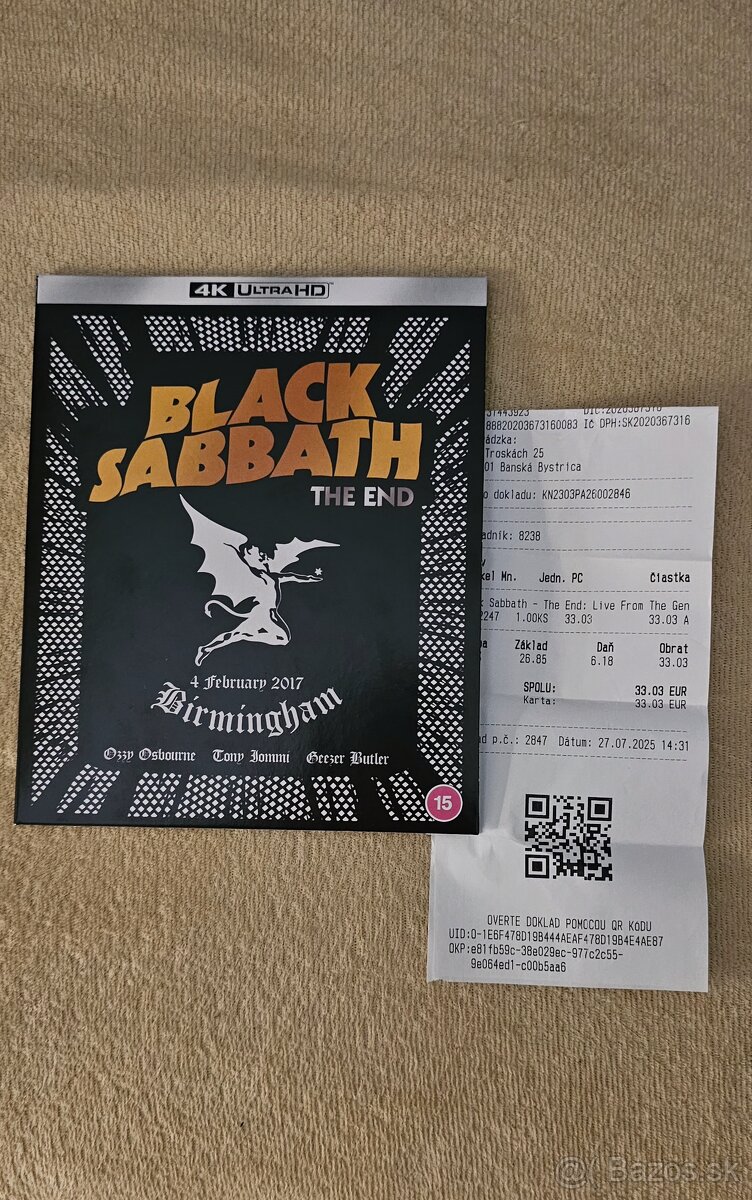 4K ULTRA HD
BLACK
SABBATH
THE END
4 February 2017
Birmingham
Ozzy Osbourne Tony Iommi Geezer Butler
15
DIČ:2020367316
88820203673160083 IČ DPH:SK2020367316
ádzka:
Troskách 25
01 Banská Bystrica
o dokladu: KN2303PA26002846
adník: 8238
kel Mn. Jedn. PC Čiastka
k Sabbath - The End: Live From The Gen
2247 1.00KS 33.03 33.03 A
Základ Daň Obrat
26.85 6.18 33.03
SPOLU: 33.03 EUR
Karta: 33.03 EUR
ad p.č.: 2847 Dátum: 27.07.2025 14:31
OVERTE DOKLAD POMOCOU QR KÓDU
UID:O-1E6F478D19B444AEAF478D19B4E4AE87
OKP:e81fb59c-38e029ec-977c2c55-
9e064ed1-c00b5aa6
Bazos.sk